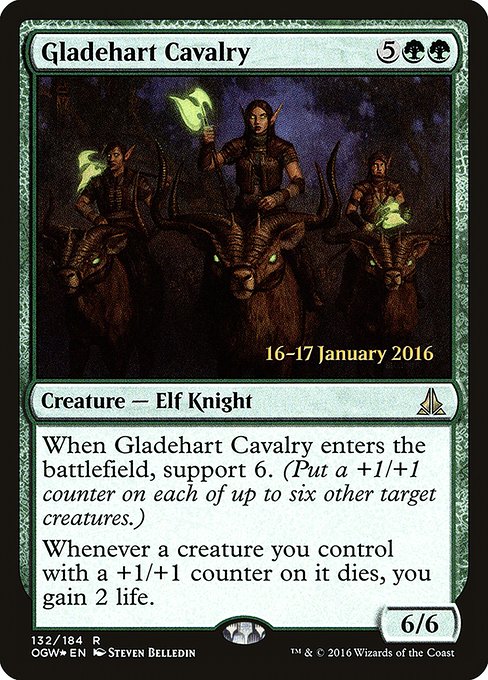 Gladehart Cavalry 5
16–17 January 2016
Creature — Elf Knight
When Gladehart Cavalry enters the
battlefield, support 6. (Put a +1/+1
counter on each of up to six other target
creatures.)
Whenever a creature you control
with a +1/+1 counter on it dies, you
gain 2 life.
6/6
132/184 R
OGW★EN Steven Belledin
™ & © 2016 Wizards of the Coast